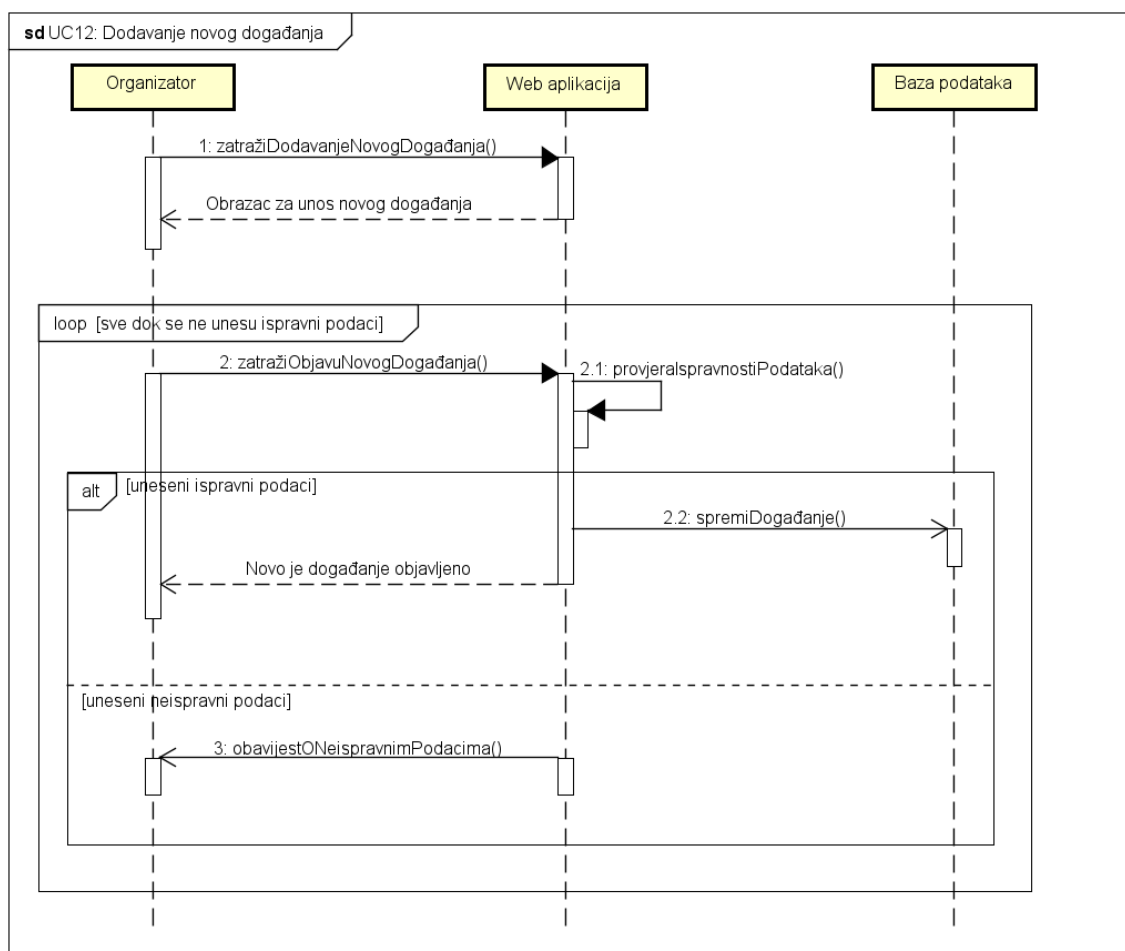 sd UC12: Dodavanje novog događanja
Organizator
Web aplikacija
Baza podataka
1: zatražiDodavanjeNovogDogađanja()
Obrazac za unos novog događanja
loop [sve dok se ne unesu ispravni podaci]
2: zatražiObjavuNovogDogađanja()
2.1: provjeraIspravnostiPodataka()
alt [uneseni ispravni podaci]
2.2: spremiDogađanje()
Novo je događanje objavljeno
[uneseni neispravni podaci]
3: obavijestONeispravnimPodacima()